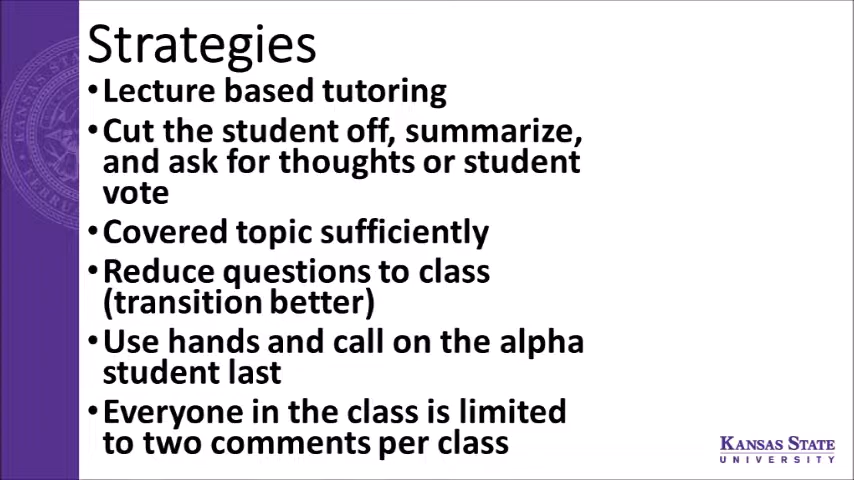 Strategies
•Lecture based tutoring
•Cut the student off, summarize,
and ask for thoughts or student
vote
•Covered topic sufficiently
•Reduce questions to class
(transition better)
•Use hands and call on the alpha
student last
•Everyone in the class is limited
to two comments per class
KANSAS STATE
UNIVERSITY